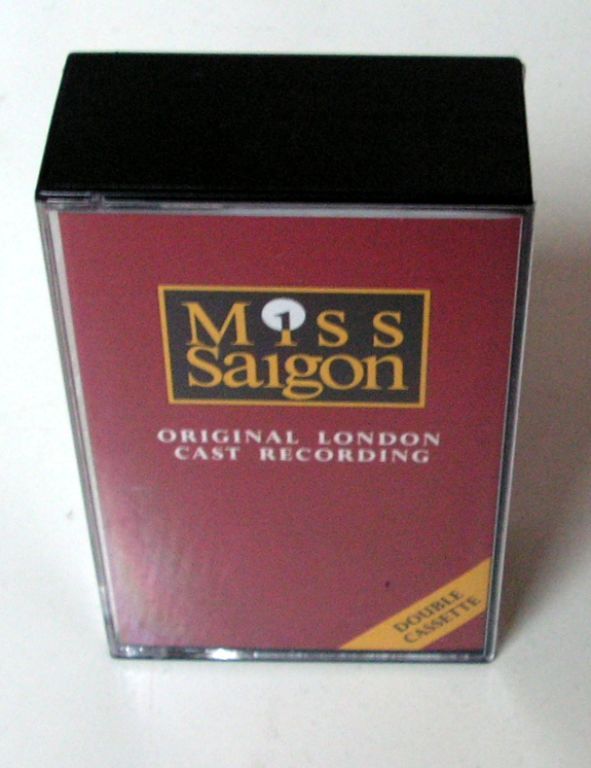 Miss
Saigon
ORIGINAL LONDON
CAST RECORDING
DOUBLE
CASSETTE